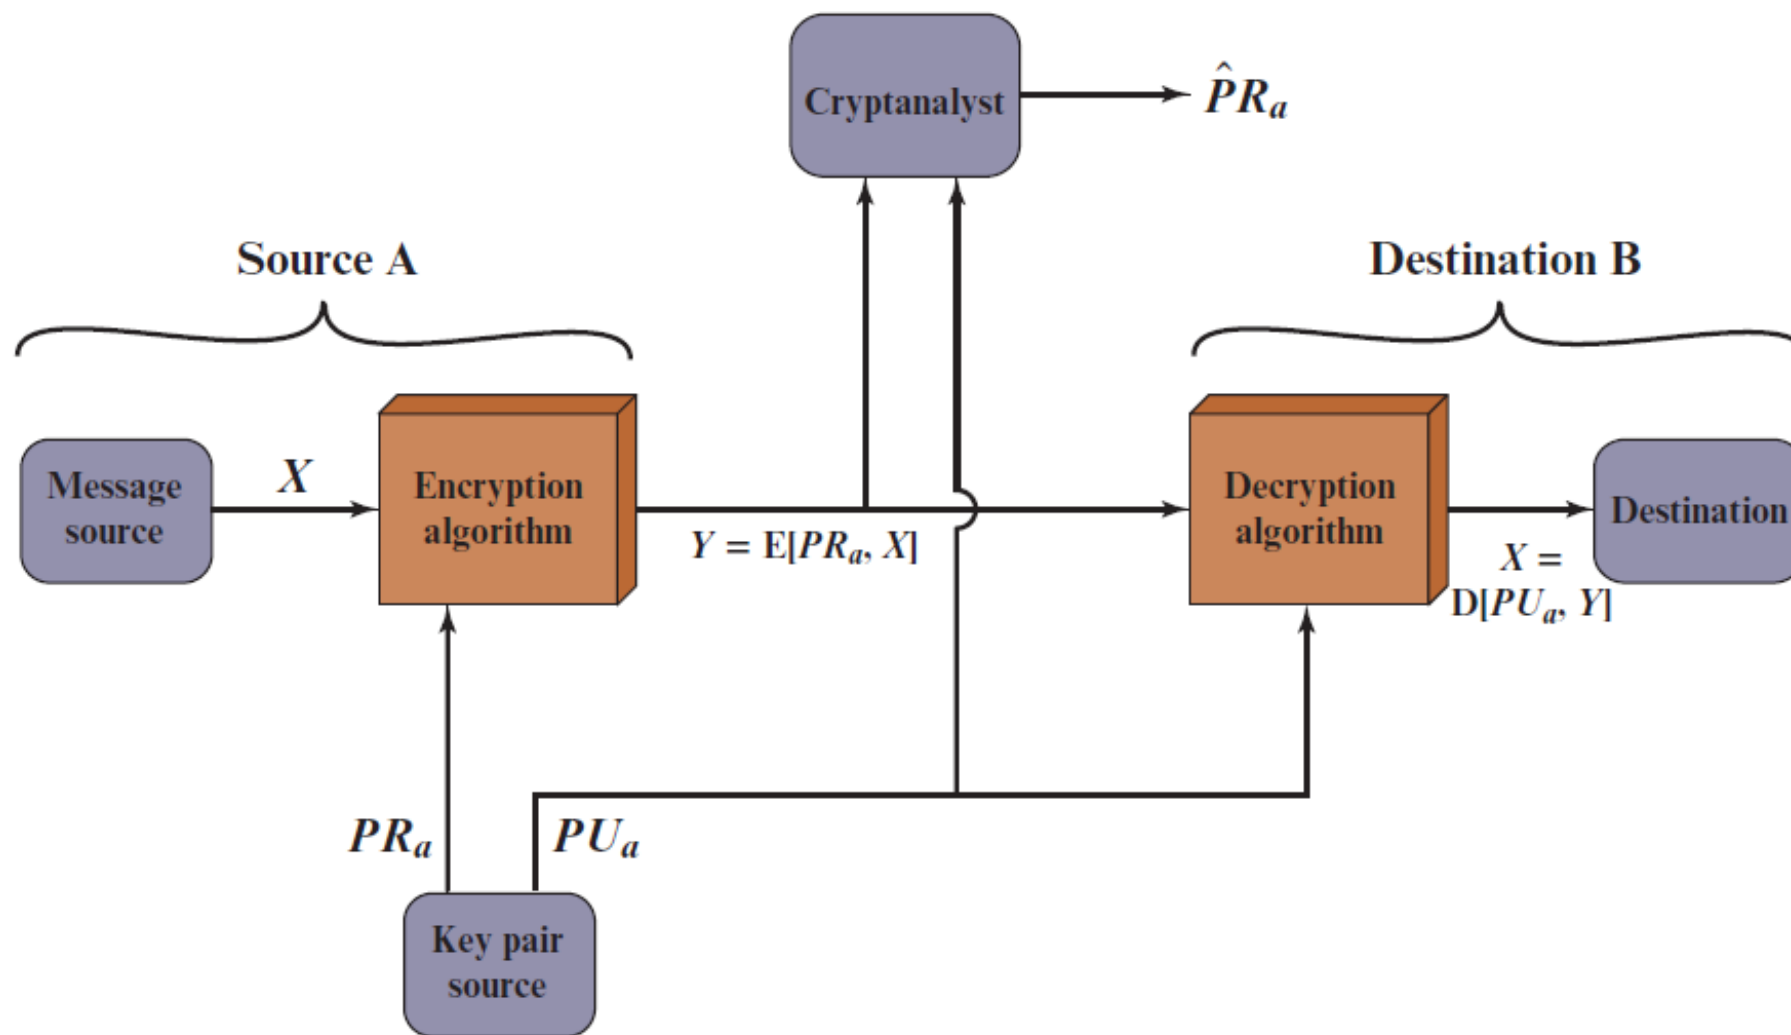 Cryptanalyst
P̂Rₐ
Source A
Destination B
Message
source
X
Encryption
algorithm
Y = E[PRₐ, X]
Decryption
algorithm
Destination
X =
D[PUₐ, Y]
PRₐ
PUₐ
Key pair
source